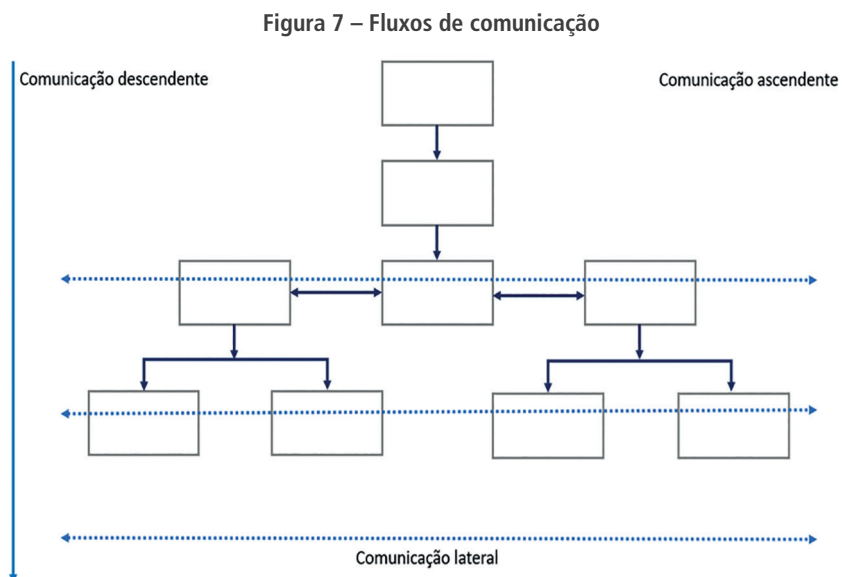 Figura 7 – Fluxos de comunicação
Comunicação descendente
Comunicação ascendente
Comunicação lateral